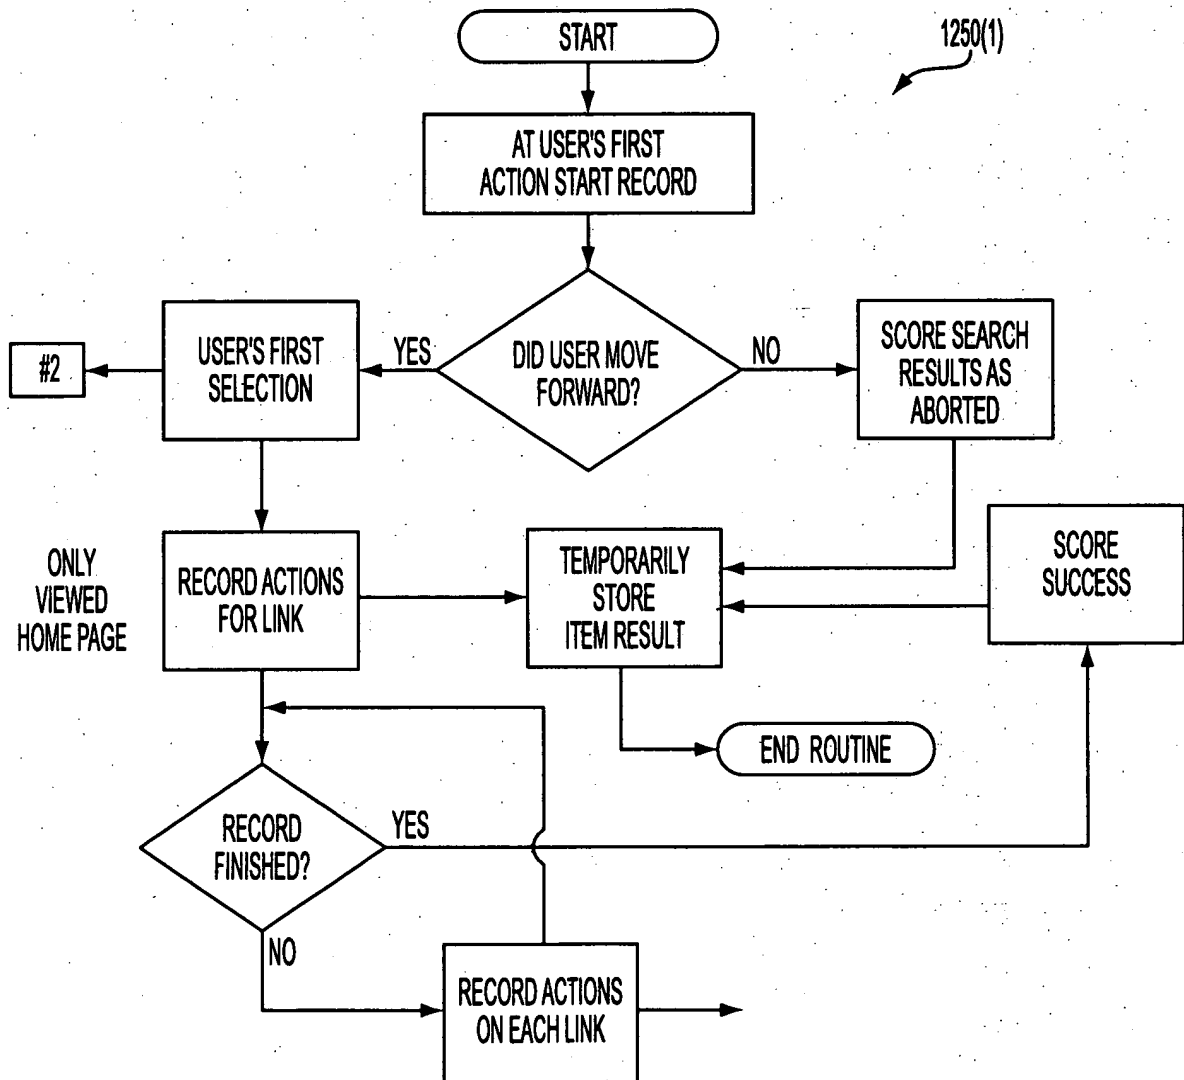 START
1250(1)
AT USER'S FIRST
ACTION START RECORD
#2
USER'S FIRST
SELECTION
YES
DID USER MOVE
FORWARD?
NO
SCORE SEARCH
RESULTS AS
ABORTED
ONLY
VIEWED
HOME PAGE
RECORD ACTIONS
FOR LINK
TEMPORARILY
STORE
ITEM RESULT
SCORE
SUCCESS
END ROUTINE
RECORD
FINISHED?
YES
NO
RECORD ACTIONS
ON EACH LINK